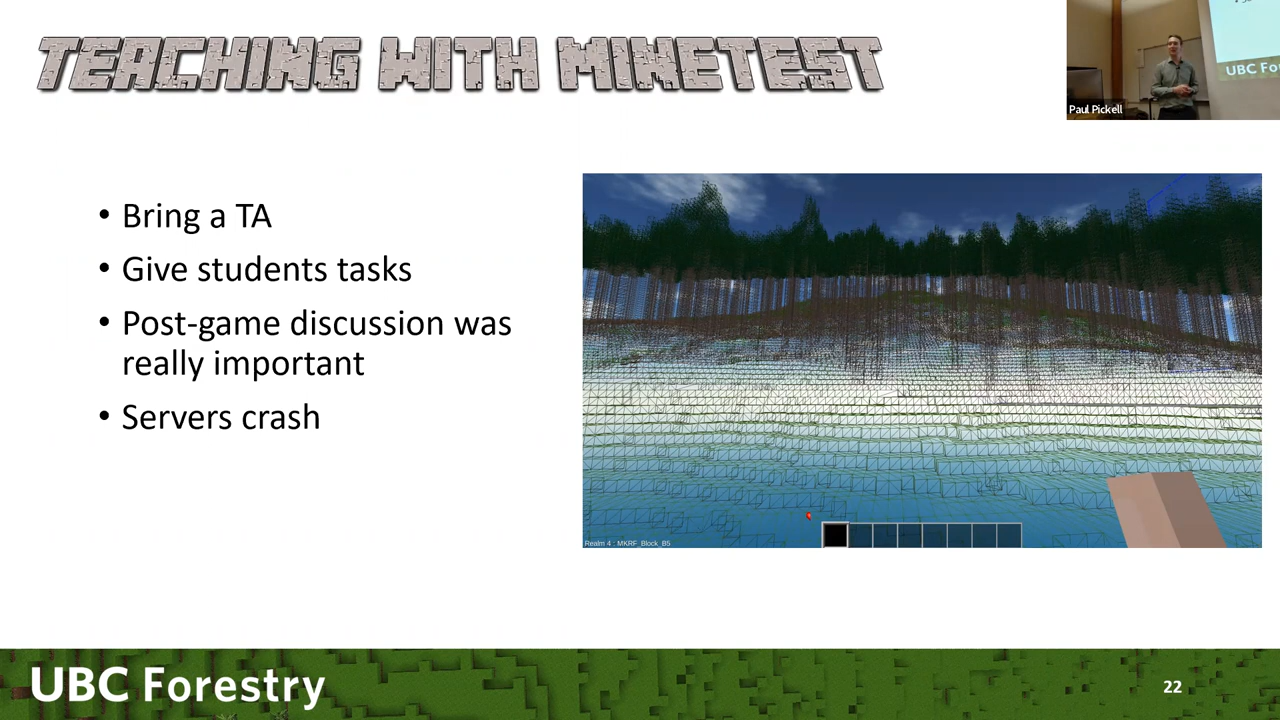 TEACHING WITH MINETEST
UBC For
Paul Pickell
• Bring a TA
• Give students tasks
• Post-game discussion was
really important
• Servers crash
Realm 4 : MKRF_Block_B5
UBC Forestry
22